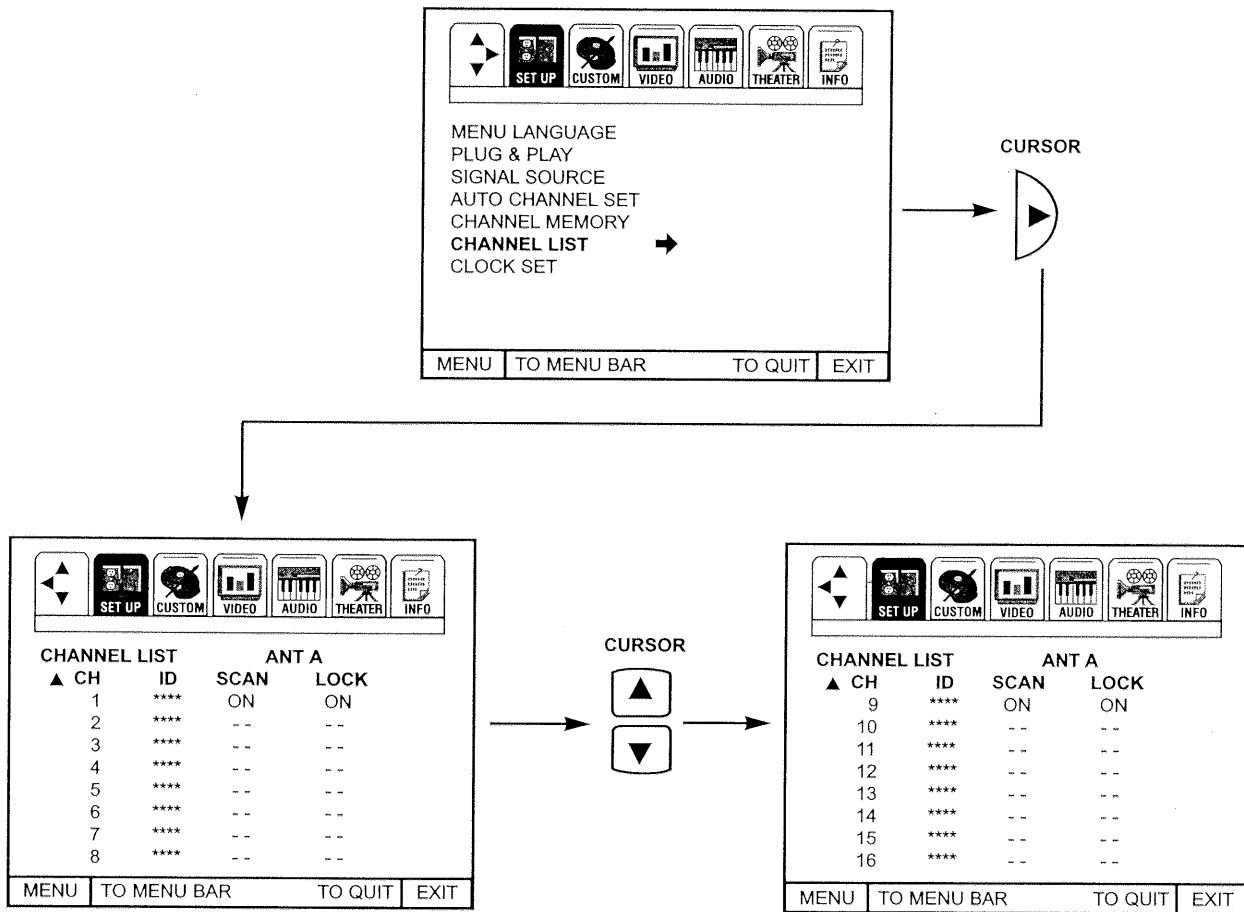 SET UP CUSTOM VIDEO AUDIO THEATER INFO
MENU LANGUAGE
PLUG & PLAY
SIGNAL SOURCE
AUTO CHANNEL SET
CHANNEL MEMORY
CHANNEL LIST
CLOCK SET
MENU TO MENU BAR TO QUIT EXIT
CURSOR
SET UP CUSTOM VIDEO AUDIO THEATER INFO
CHANNEL LIST ANT A
CH ID SCAN LOCK
1 **** ON ON
2 **** - - - -
3 **** - - - -
4 **** - - - -
5 **** - - - -
6 **** - - - -
7 **** - - - -
8 **** - - - -
MENU TO MENU BAR TO QUIT EXIT
CURSOR
SET UP CUSTOM VIDEO AUDIO THEATER INFO
CHANNEL LIST ANT A
CH ID SCAN LOCK
9 **** ON ON
10 **** - - - -
11 **** - - - -
12 **** - - - -
13 **** - - - -
14 **** - - - -
15 **** - - - -
16 **** - - - -
MENU TO MENU BAR TO QUIT EXIT